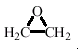 O
H₂C CH₂